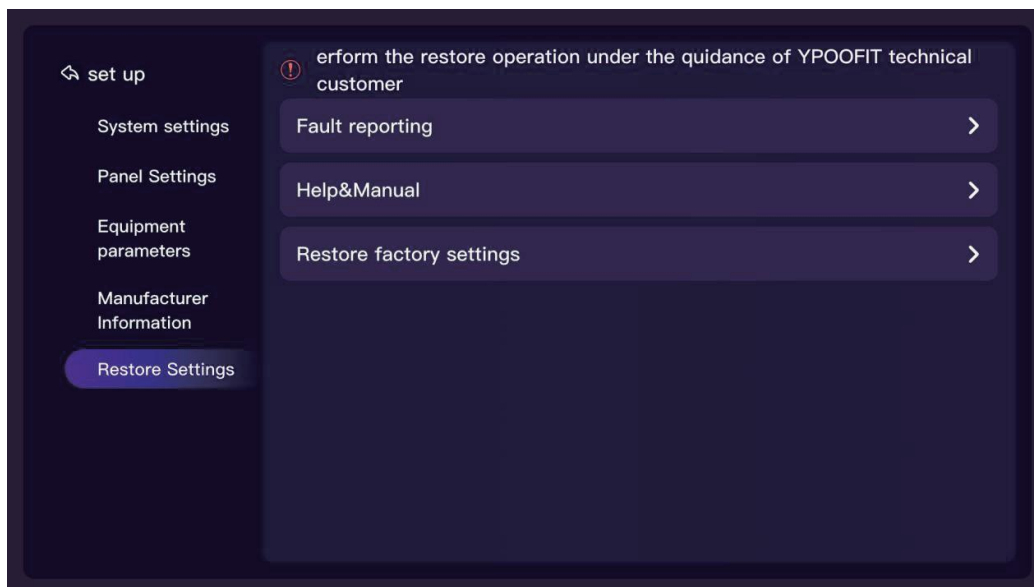 set up
System settings
Panel Settings
Equipment
parameters
Manufacturer
Information
Restore Settings
erform the restore operation under the quidance of YPOOFIT technical
customer
Fault reporting
Help&Manual
Restore factory settings